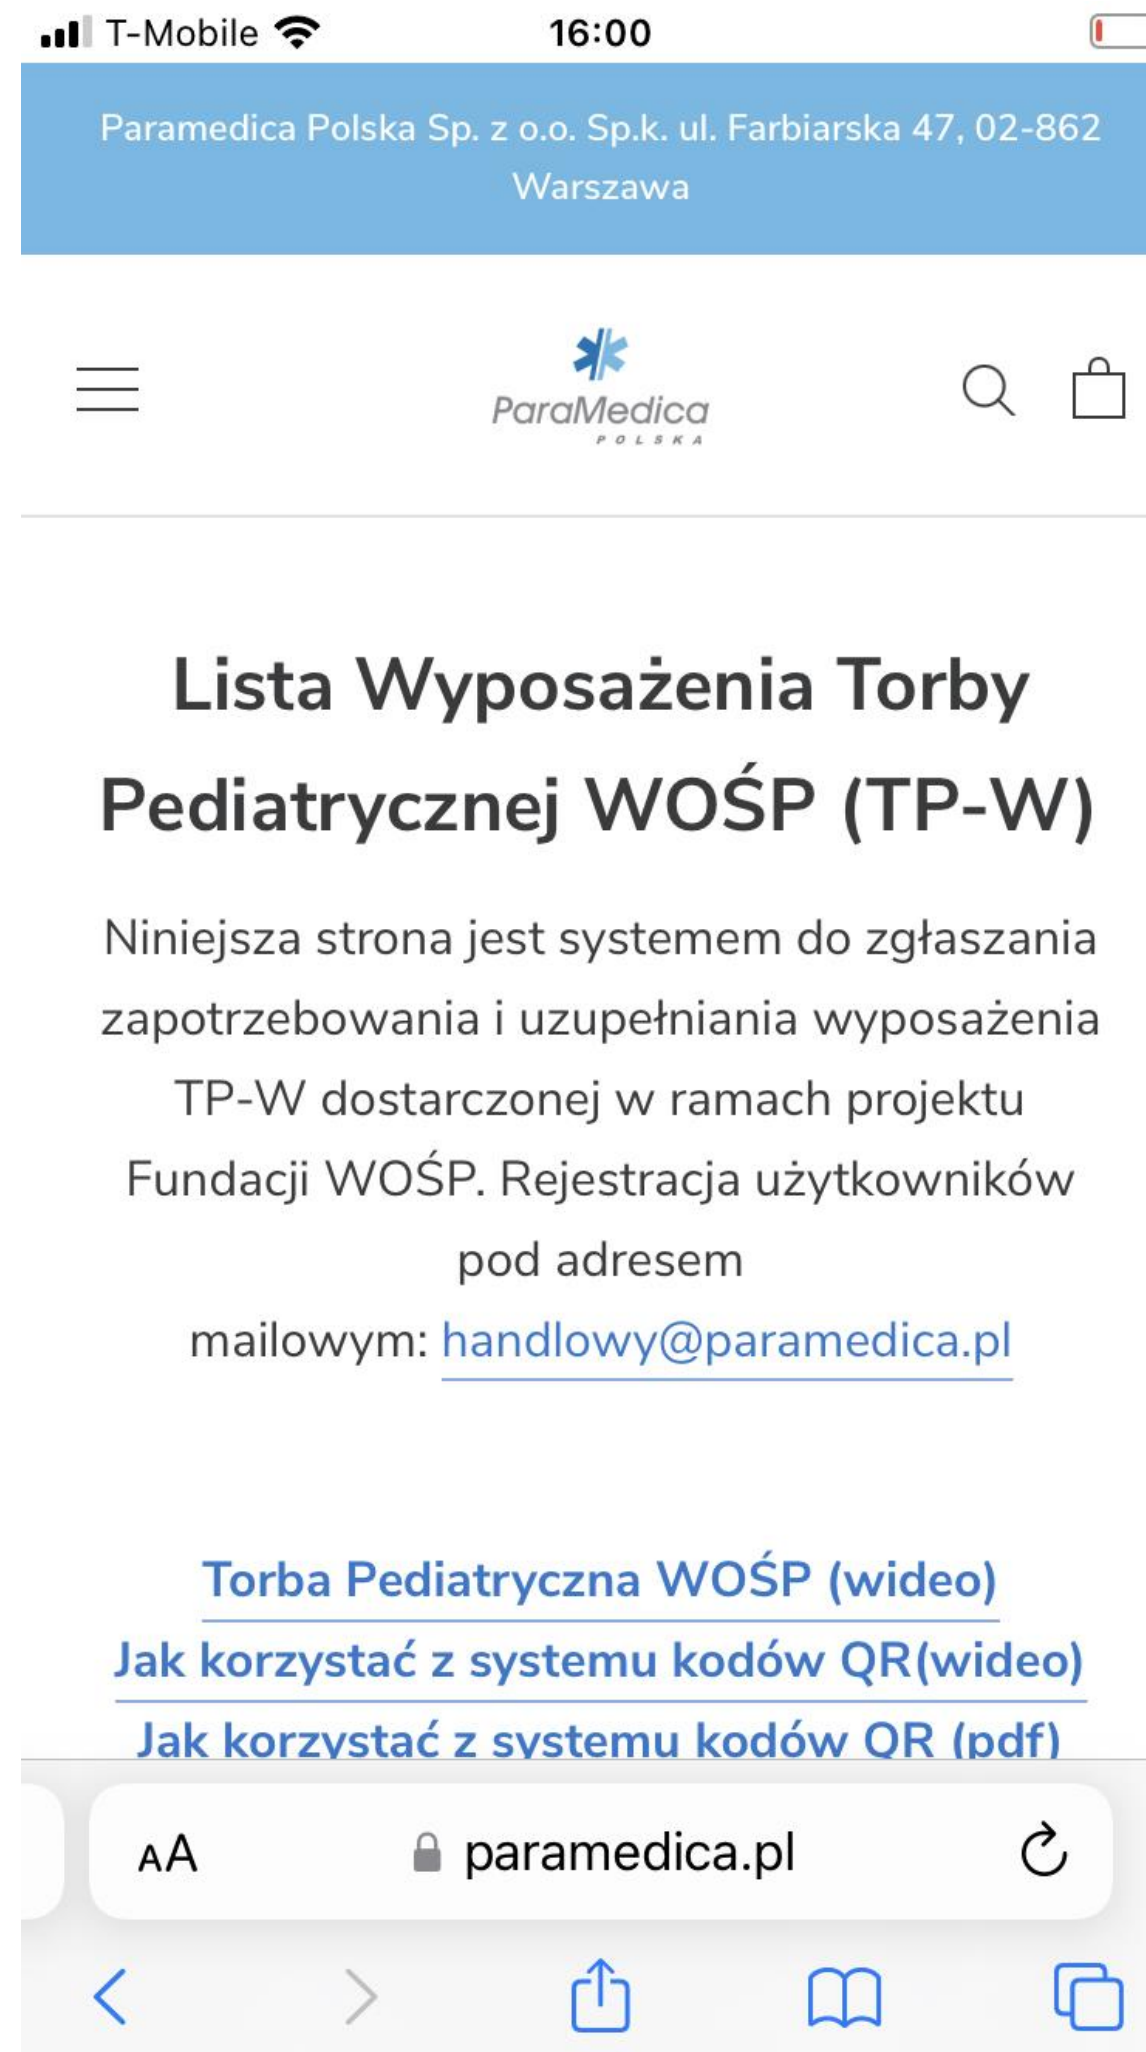 T-Mobile 16:00
Paramedica Polska Sp. z o.o. Sp.k. ul. Farbiarska 47, 02-862
Warszawa
ParaMedica
POLSKA
Lista Wyposażenia Torby
Pediatrycznej WOŚP (TP-W)
Niniejsza strona jest systemem do zgłaszania
zapotrzebowania i uzupełniania wyposażenia
TP-W dostarczonej w ramach projektu
Fundacji WOŚP. Rejestracja użytkowników
pod adresem
mailowym: handlowy@paramedica.pl
Torba Pediatryczna WOŚP (wideo)
Jak korzystać z systemu kodów QR(wideo)
Jak korzystać z systemu kodów QR (pdf)
AA paramedica.pl